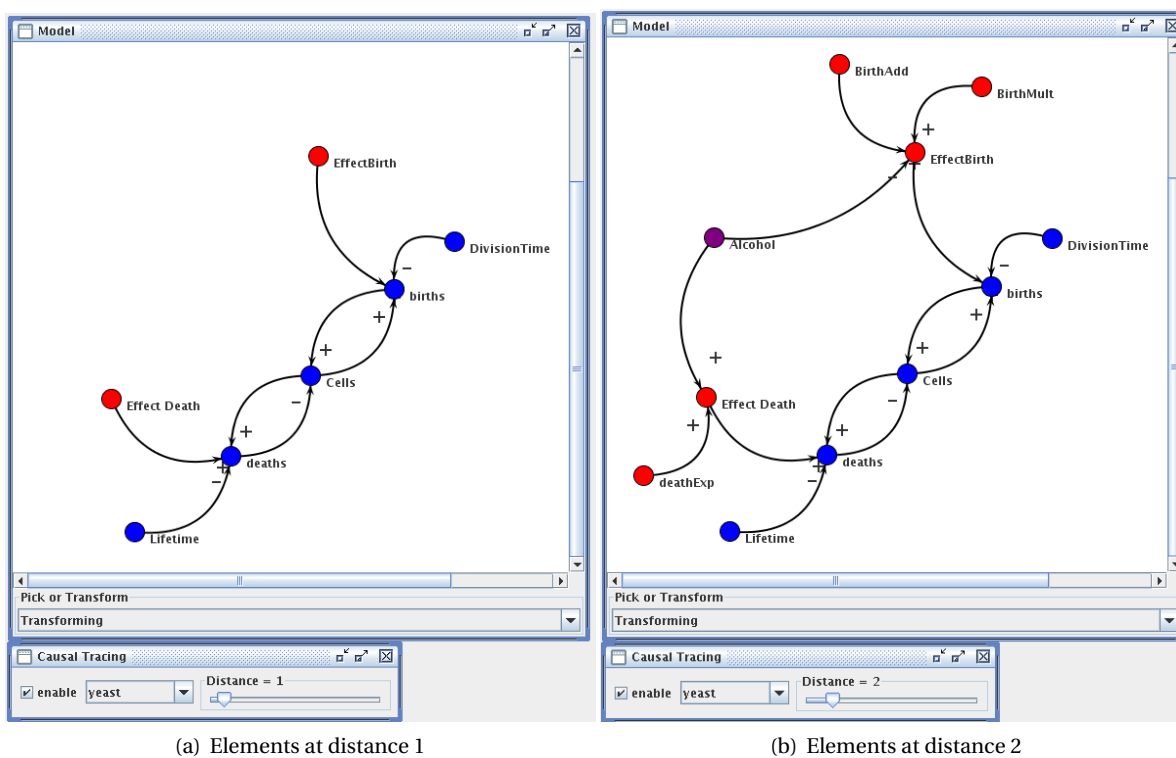 Model
EffectBirth
DivisionTime
−
births
+
+
Cells
−
Effect Death
+
+
deaths
−
Lifetime
Pick or Transform
Transforming
Causal Tracing
enable
yeast
Distance = 1
(a) Elements at distance 1
Model
BirthAdd
BirthMult
+
EffectBirth
+
−
Alcohol
DivisionTime
−
births
+
+
+
Cells
−
Effect Death
+
+
deaths
+
−
deathExp
Lifetime
Pick or Transform
Transforming
Causal Tracing
enable
yeast
Distance = 2
(b) Elements at distance 2